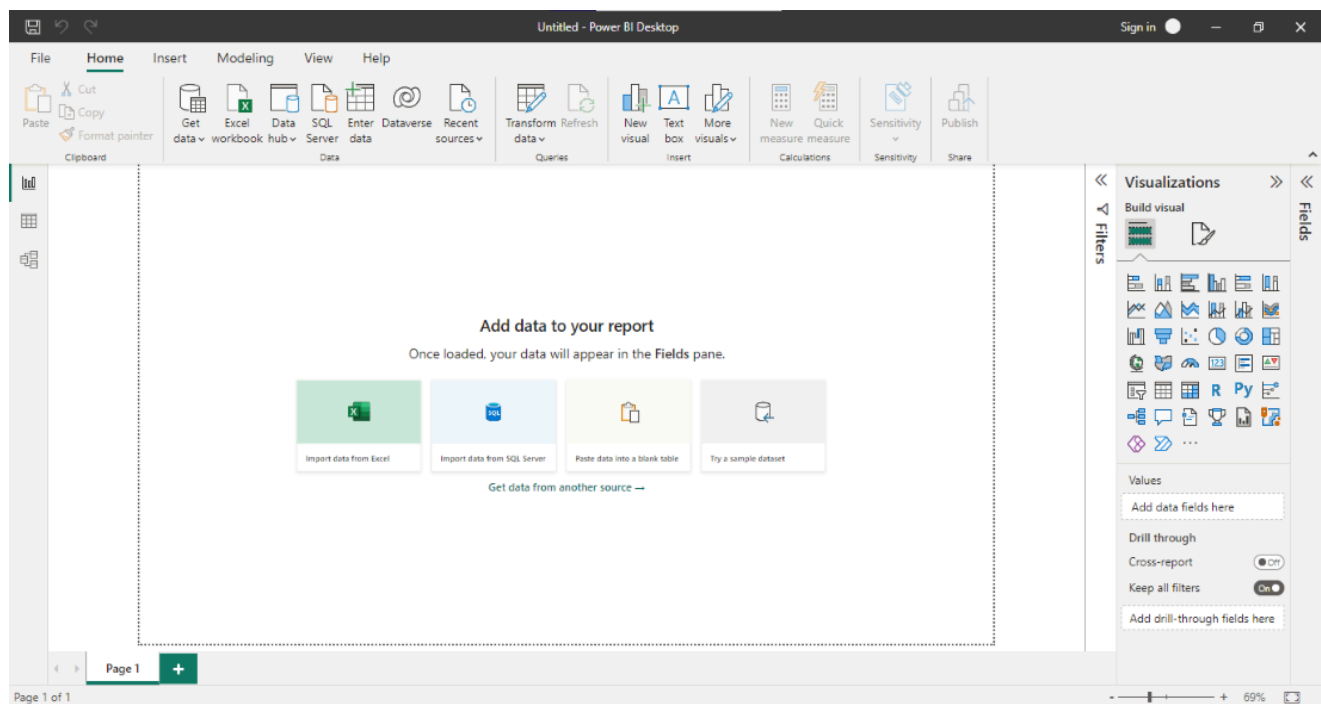 Untitled - Power BI Desktop
Sign in
File Home Insert Modeling View Help
Paste
Cut
Copy
Format painter
Clipboard
Get data
Excel workbook
Data hub
SQL Server
Enter data
Dataverse
Recent sources
Data
Transform data
Refresh
Queries
New visual
Text box
More visuals
Insert
New measure
Quick measure
Calculations
Sensitivity
Sensitivity
Publish
Share
Add data to your report
Once loaded, your data will appear in the Fields pane.
Import data from Excel
SQL
Import data from SQL Server
Paste data into a blank table
Try a sample dataset
Get data from another source →
Filters
Visualizations
Build visual
123
R Py
...
Values
Add data fields here
Drill through
Cross-report
Off
Keep all filters
On
Add drill-through fields here
Fields
Page 1
Page 1 of 1
- + 69%